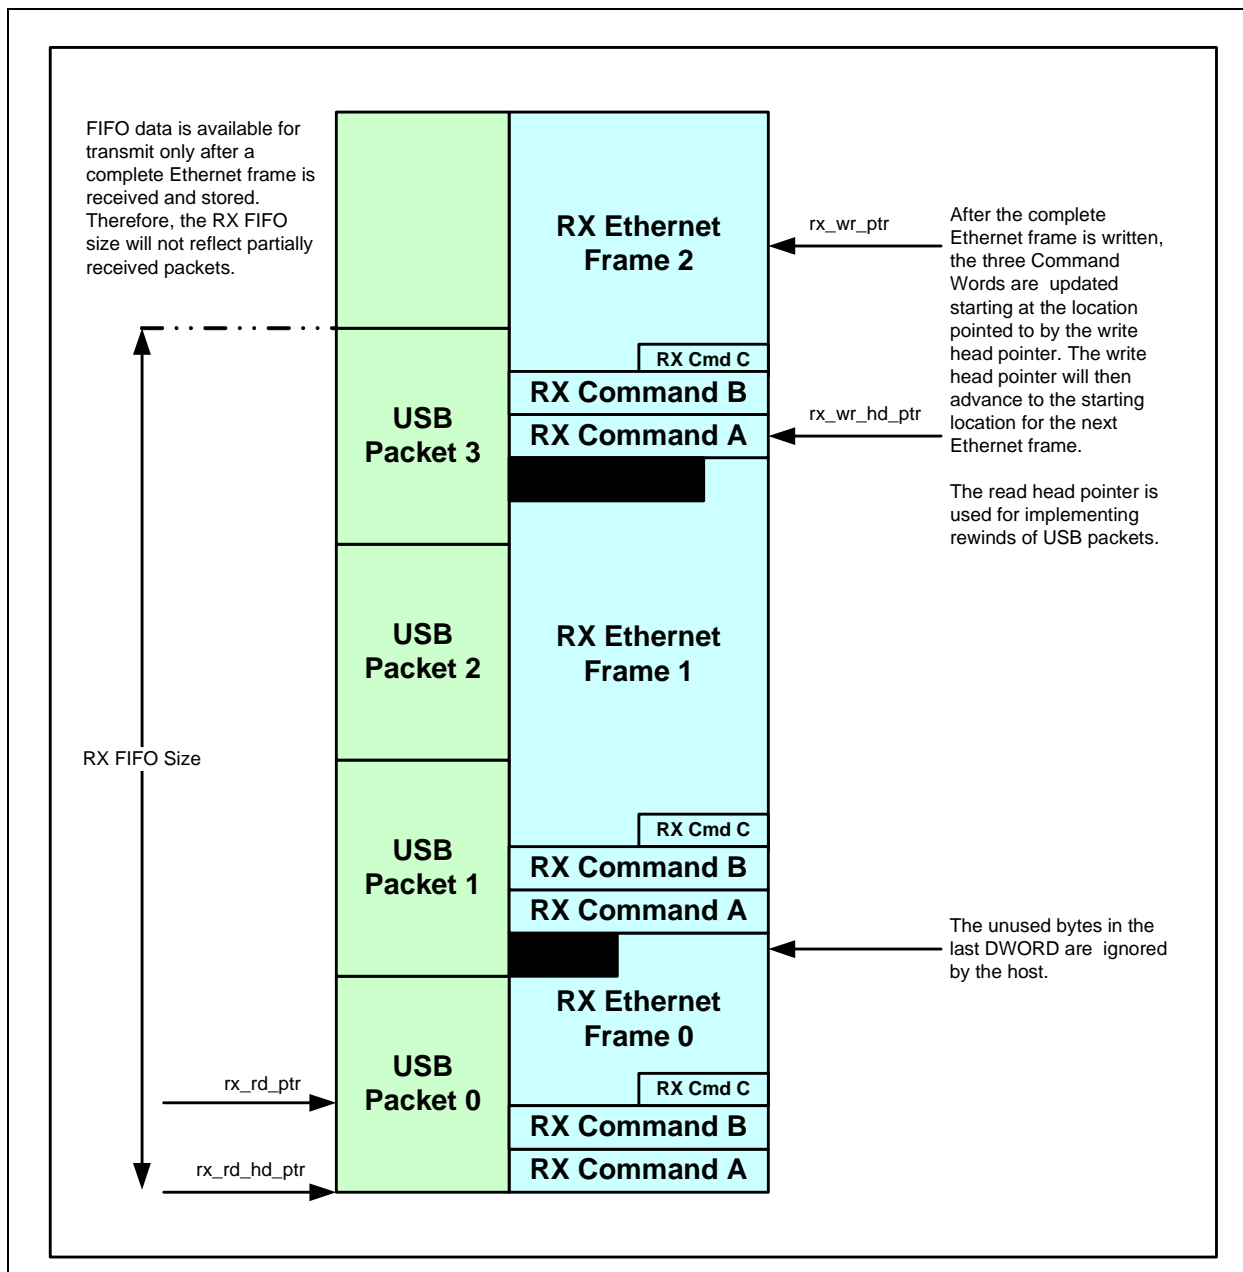 FIFO data is available for
transmit only after a
complete Ethernet frame is
received and stored.
Therefore, the RX FIFO
size will not reflect partially
received packets.
RX Ethernet
Frame 2
rx_wr_ptr
After the complete
Ethernet frame is written,
the three Command
Words are updated
starting at the location
pointed to by the write
head pointer. The write
head pointer will then
advance to the starting
location for the next
Ethernet frame.
RX Cmd C
RX Command B
RX Command A
rx_wr_hd_ptr
USB
Packet 3
The read head pointer is
used for implementing
rewinds of USB packets.
USB
Packet 2
RX Ethernet
Frame 1
RX FIFO Size
RX Cmd C
USB
Packet 1
RX Command B
RX Command A
The unused bytes in the
last DWORD are ignored
by the host.
RX Ethernet
Frame 0
USB
Packet 0
rx_rd_ptr
RX Cmd C
RX Command B
RX Command A
rx_rd_hd_ptr